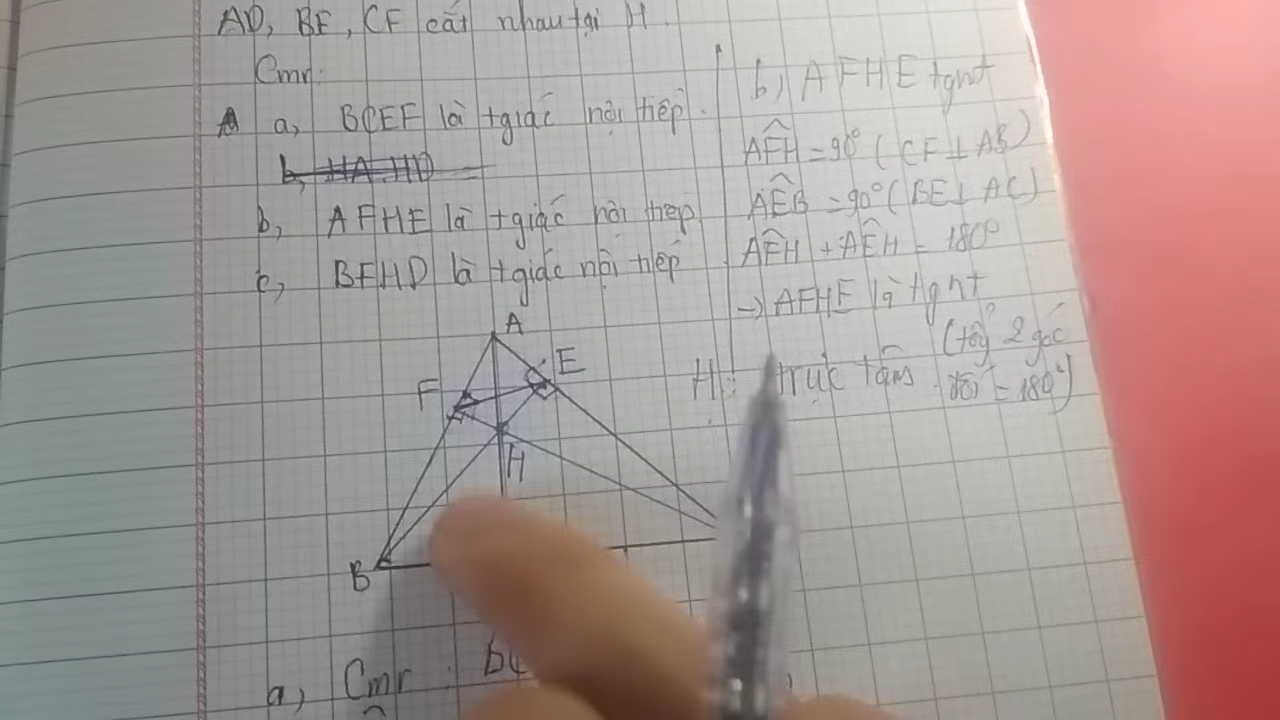 AD, BE, CF cắt nhau tại H.
Cmr:
a, BCEF là tgiác nội tiếp.
b, HA HD =
b, AFHE là tgiác nội tiếp
c, BFHD là tgiác nội tiếp
A
E
F
H
B
a, Cmr :
b) AFHE tgnt
AFH = 90° (CF ⊥ AB)
AEB = 90° (BE ⊥ AC)
AFH + AEH = 180°
→ AFHE là tgnt
(tổng 2 góc
đối = 180°)
H: trực tâm